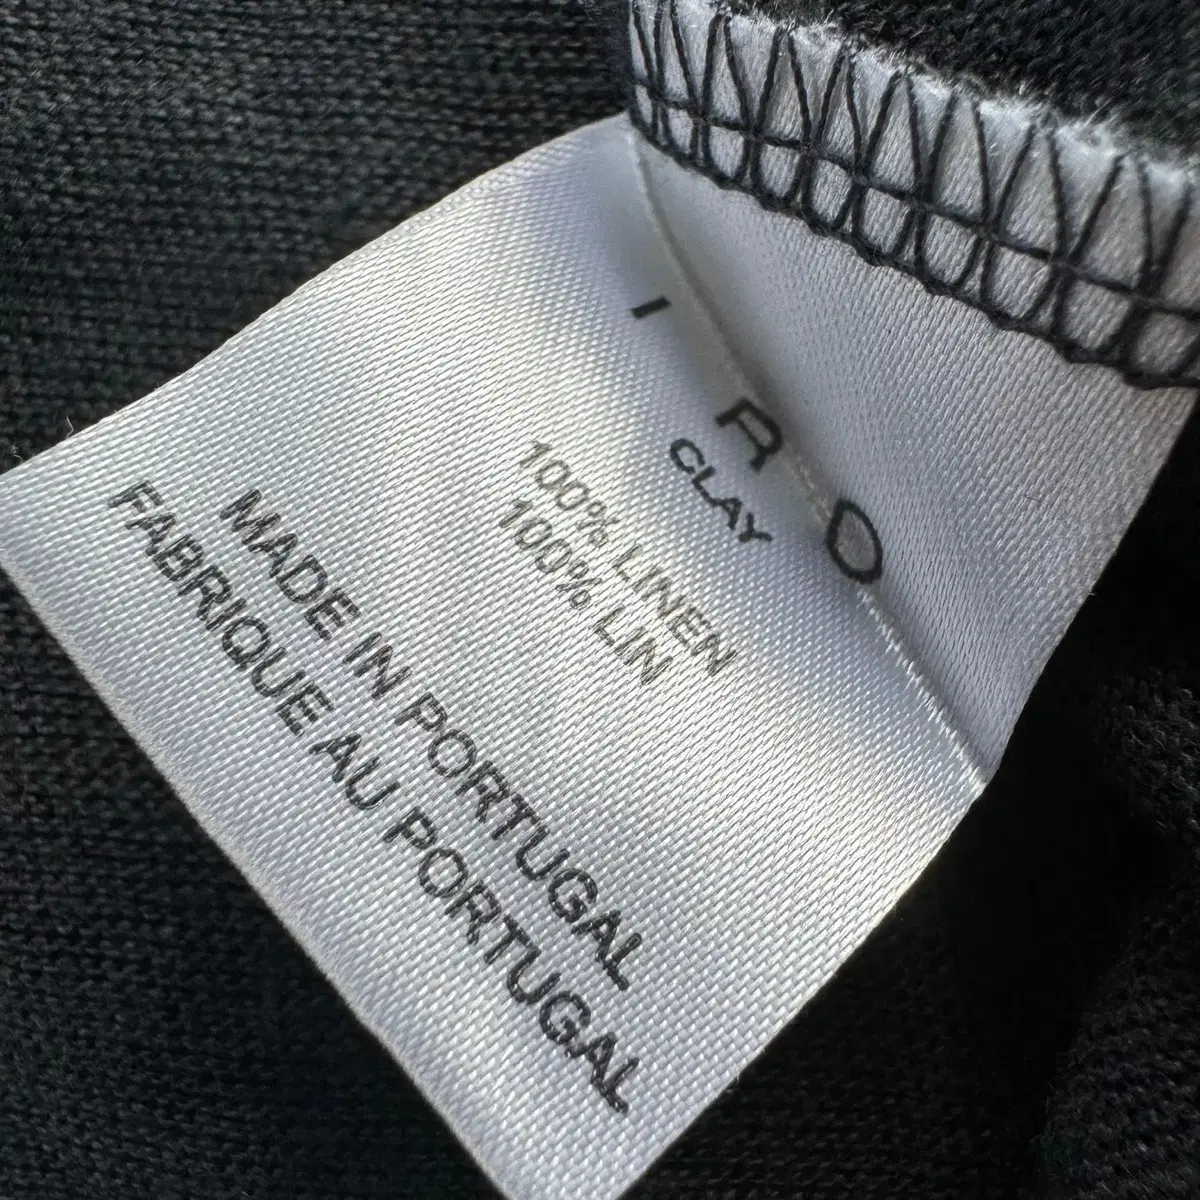 I R O
CLAY
100% LINEN
100% LIN
MADE IN PORTUGAL
FABRIQUE AU PORTUGAL